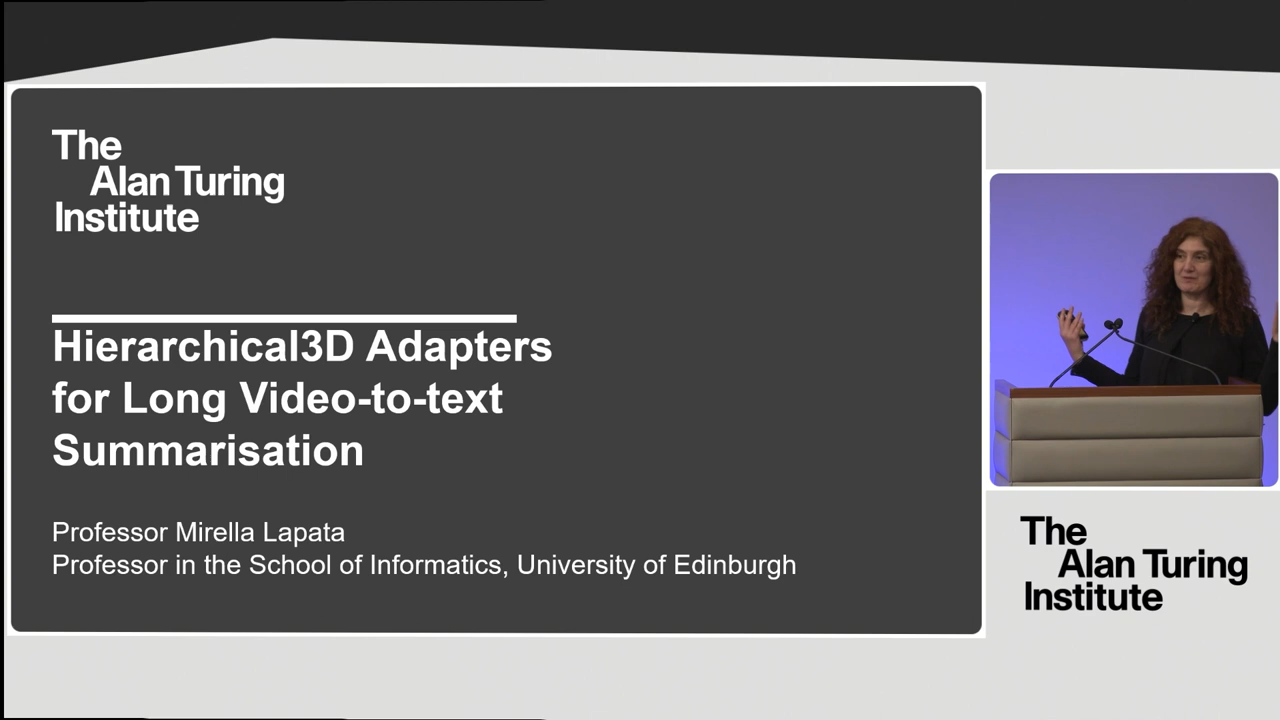 The
Alan Turing
Institute
Hierarchical3D Adapters
for Long Video-to-text
Summarisation
Professor Mirella Lapata
Professor in the School of Informatics, University of Edinburgh
The
Alan Turing
Institute